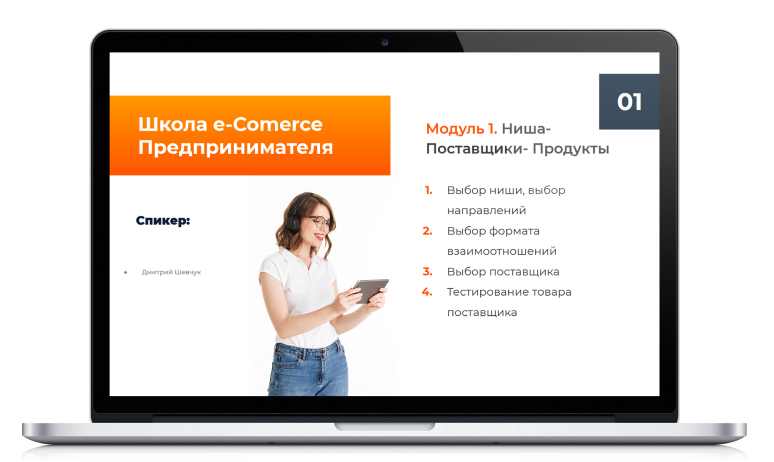 Школа e-Comerce
Предпринимателя
Спикер:
• Дмитрий Шевчук
01
Модуль 1. Ниша-
Поставщики- Продукты
1. Выбор ниши, выбор
направлений
2. Выбор формата
взаимоотношений
3. Выбор поставщика
4. Тестирование товара
поставщика